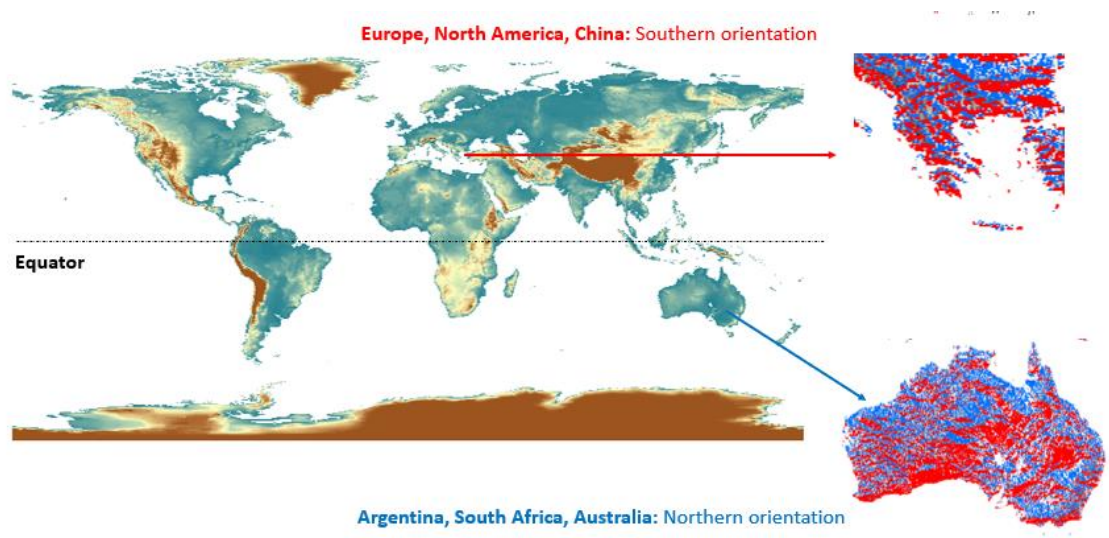 Europe, North America, China: Southern orientation
Equator
Argentina, South Africa, Australia: Northern orientation